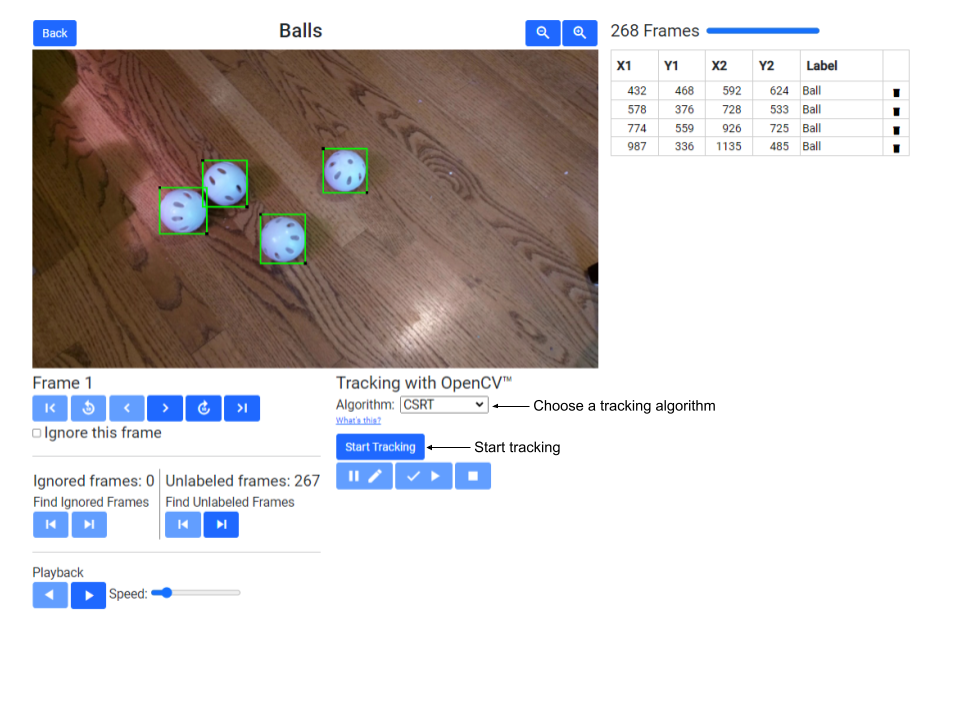 Back
Balls
268 Frames
X1 Y1 X2 Y2 Label
432 468 592 624 Ball
578 376 728 533 Ball
774 559 926 725 Ball
987 336 1135 485 Ball
Frame 1
Ignore this frame
Ignored frames: 0
Find Ignored Frames
Unlabeled frames: 267
Find Unlabeled Frames
Playback
Speed:
Tracking with OpenCV™
Algorithm: CSRT
Choose a tracking algorithm
What's this?
Start Tracking
Start tracking